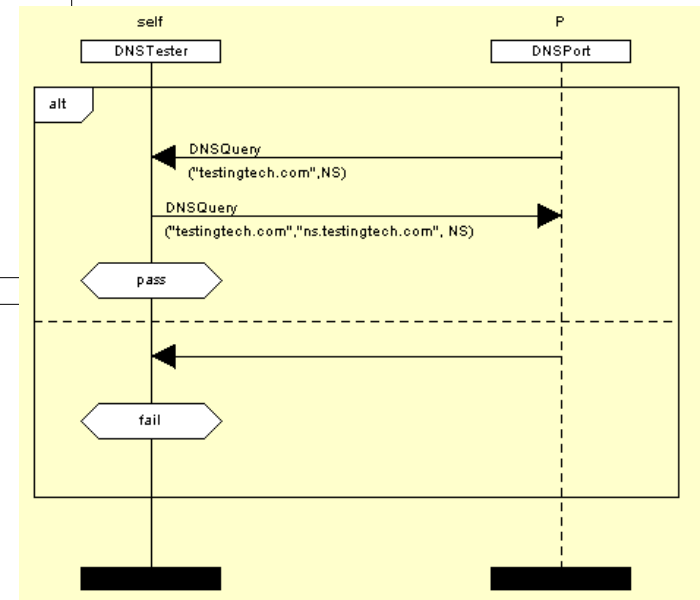 self
P
DNSTester
DNSPort
alt
DNSQuery
("testingtech.com",NS)
DNSQuery
("testingtech.com","ns.testingtech.com", NS)
pass
fail